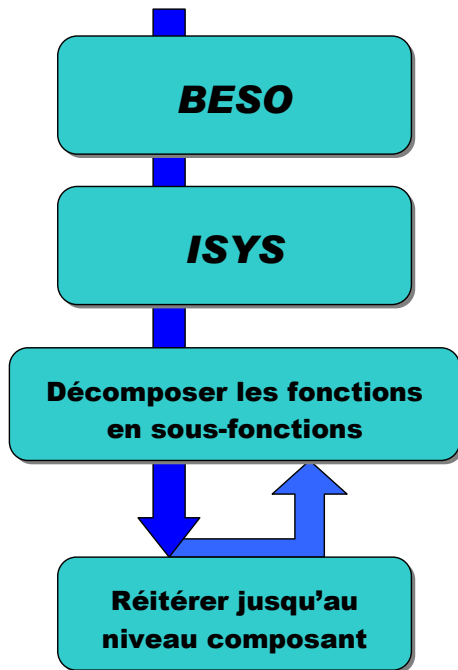 BESO
ISYS
Décomposer les fonctions
en sous-fonctions
Réitérer jusqu’au
niveau composant